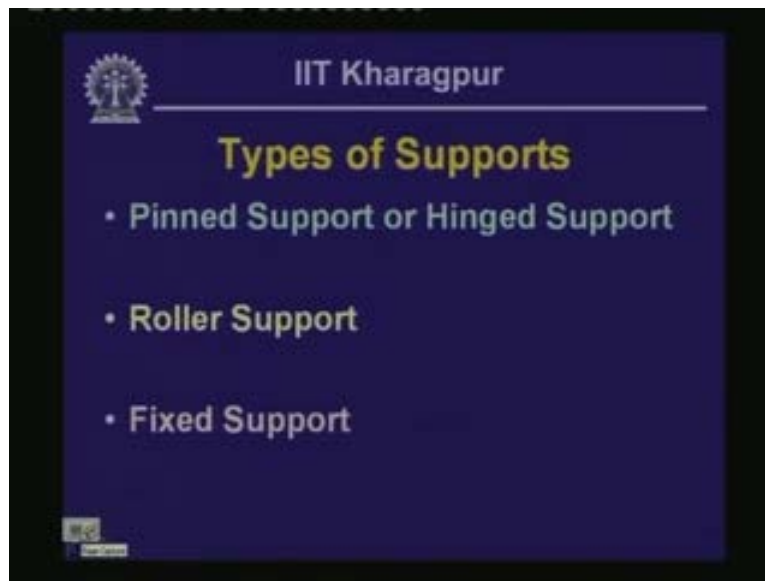 IIT Kharagpur
Types of Supports
• Pinned Support or Hinged Support
• Roller Support
• Fixed Support